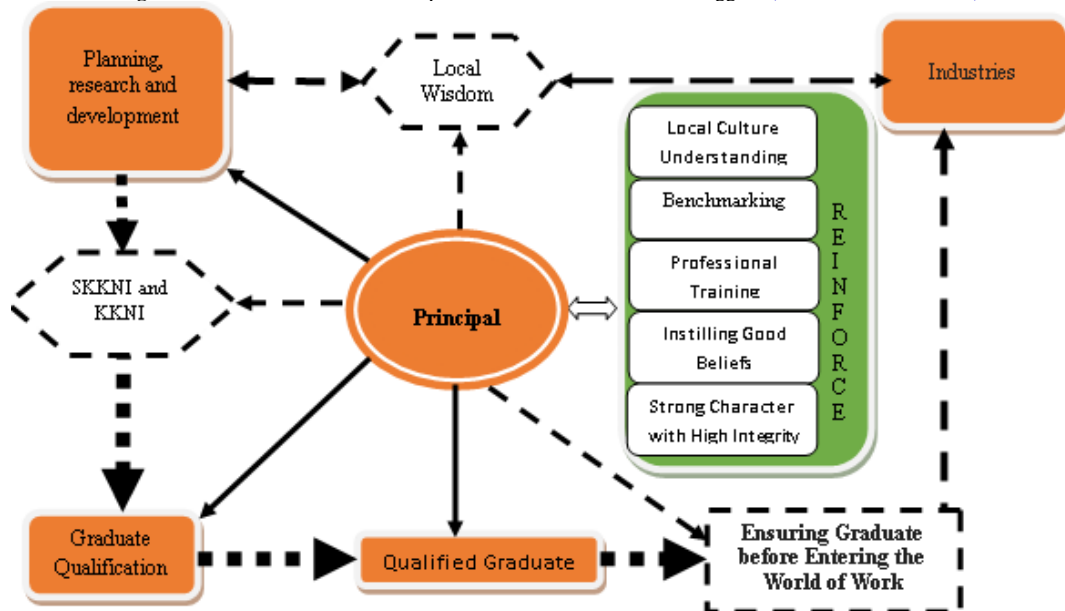 Planning,
research and
development
Local
Wisdom
Industries
Local Culture
Understanding
Benchmarking
Professional
Training
Instilling Good
Beliefs
Strong Character
with High Integrity
REINFORCE
SKKNI and
KKNI
Principal
Graduate
Qualification
Qualified Graduate
Ensuring Graduate
before Entering the
World of Work